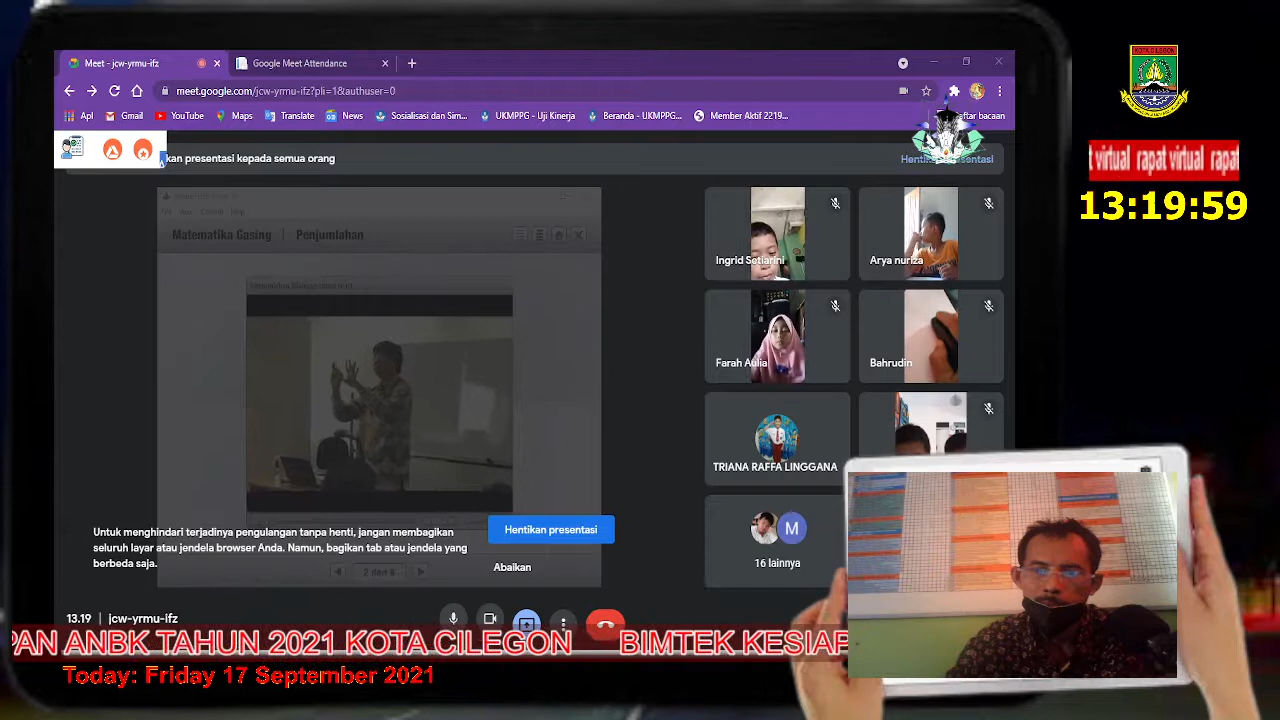 Meet - jcw-yrmu-ifz
Google Meet Attendance
meet.google.com/jcw-yrmu-ifz?pli=1&authuser=0
Apl
Gmail
YouTube
Translate
News
UKMPPG - Uji Kinerja
Beranda - UKMPPG...
Member Aktif 2219...
bacaan
kan presentasi kepada semua orang
KOTA CILEGON
t virtual rapat virtual rapat
13:19:59
Matematika Gasing | Penjumlahan
Ingrid Setiarini
Arya nuriza
Farah Aulia
Bahrudin
TRIANA RAFFA LINGGANA
M
16 lainnya
Untuk menghindari terjadinya pengulangan tanpa henti, jangan membagikan
seluruh layar atau jendela browser Anda. Namun, bagikan tab atau jendela yang
berbeda saja.
Hentikan presentasi
Abaikan
2 dari 8
13.19 | jcw-yrmu-ifz
PAN ANBK TAHUN 2021 KOTA CILEGON BIMTEK KESIAP
Today: Friday 17 September 2021